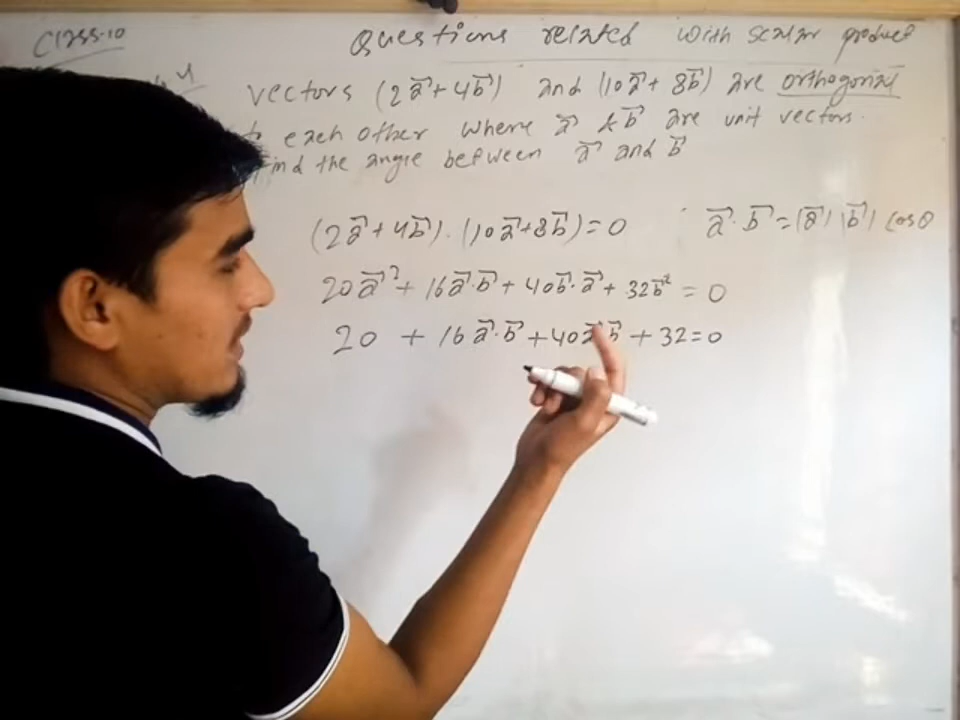 Class-10
Questions related with scalar product
vectors (2a⃗ + 4b⃗) and (10a⃗ + 8b⃗) are orthogonal
to each other where a⃗ & b⃗ are unit vectors.
find the angle between a⃗ and b⃗
(2a⃗ + 4b⃗) . (10a⃗ + 8b⃗) = 0
a⃗ . b⃗ = |a⃗| |b⃗| cos θ
20a⃗² + 16a⃗.b⃗ + 40b⃗.a⃗ + 32b⃗² = 0
20 + 16a⃗.b⃗ + 40a⃗ b⃗ + 32 = 0